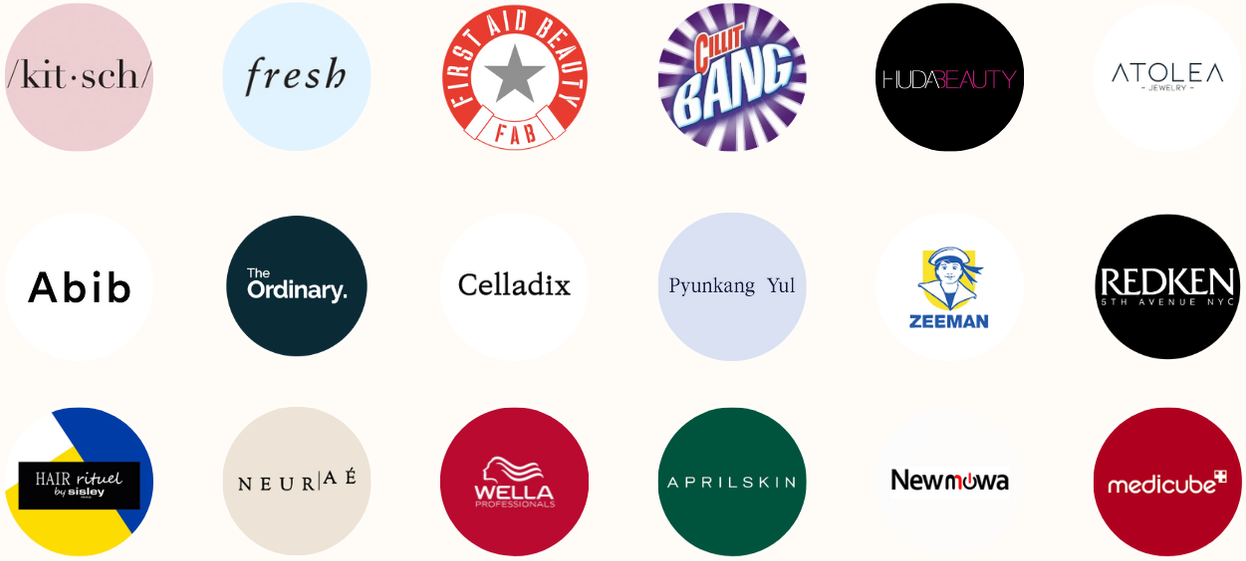 /kit·sch/
fresh
FIRST AID BEAUTY
FAB
CILLIT
BANG
HUDABEAUTY
ATOLEA
- JEWELRY -
Abib
The
Ordinary.
Celladix
Pyunkang Yul
ZEEMAN
REDKEN
5TH AVENUE NYC
HAIR rituel
by sisley
PARIS
NEUR|AÉ
WELLA
PROFESSIONALS
APRILSKIN
Newmowa
medicube